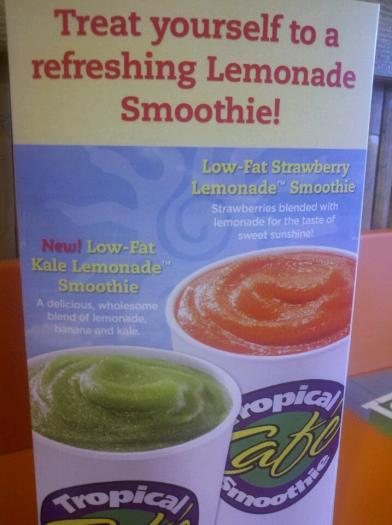 Treat yourself to a
refreshing Lemonade
Smoothie!
Low-Fat Strawberry
Lemonade™ Smoothie
Strawberries blended with
lemonade for the taste of
sweet sunshine!
New! Low-Fat
Kale Lemonade™
Smoothie
A delicious, wholesome
blend of lemonade,
banana and kale.
Tropical
Cafe
Smoothie
Tropical